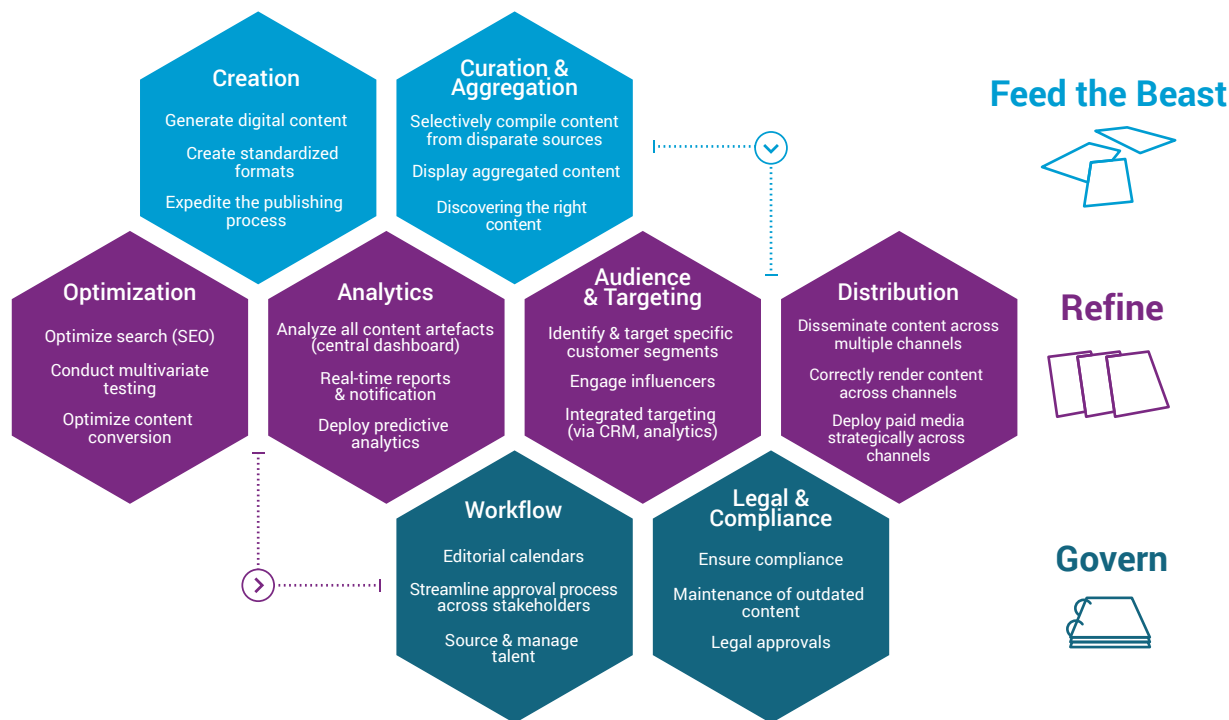 Creation
Generate digital content
Create standardized
formats
Expedite the publishing
process
Curation &
Aggregation
Selectively compile content
from disparate sources
Display aggregated content
Discovering the right
content
Feed the Beast
Optimization
Optimize search (SEO)
Conduct multivariate
testing
Optimize content
conversion
Analytics
Analyze all content artefacts
(central dashboard)
Real-time reports
& notification
Deploy predictive
analytics
Audience
& Targeting
Identify & target specific
customer segments
Engage influencers
Integrated targeting
(via CRM, analytics)
Distribution
Disseminate content across
multiple channels
Correctly render content
across channels
Deploy paid media
strategically across
channels
Refine
Workflow
Editorial calendars
Streamline approval process
across stakeholders
Source & manage
talent
Legal &
Compliance
Ensure compliance
Maintenance of outdated
content
Legal approvals
Govern